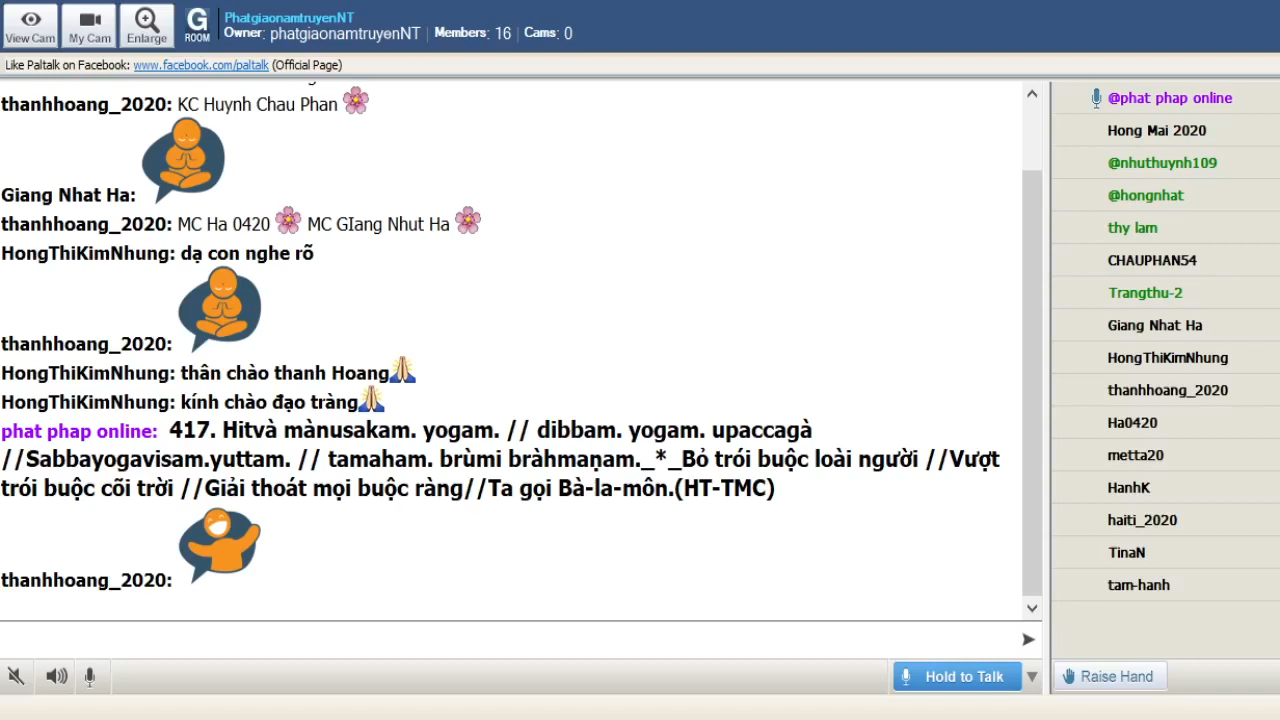 View Cam
My Cam
Enlarge
G
ROOM
PhatgiaonamtruyenNT
Owner: phatgiaonamtruyenNT | Members: 16 | Cams: 0
Like Paltalk on Facebook: www.facebook.com/paltalk (Official Page)
thanhhoang_2020: KC Huynh Chau Phan
Giang Nhat Ha:
thanhhoang_2020: MC Ha 0420 MC GIang Nhut Ha
HongThiKimNhung: dạ con nghe rõ
thanhhoang_2020:
HongThiKimNhung: thân chào thanh Hoang
HongThiKimNhung: kính chào đạo tràng
phat phap online: 417. Hitvà mànusakam. yogam. // dibbam. yogam. upaccagà
//Sabbayogavisam.yuttam. // tamaham. brùmi bràhmaṇam._*_Bỏ trói buộc loài người //Vượt
trói buộc cõi trời //Giải thoát mọi buộc ràng//Ta gọi Bà-la-môn.(HT-TMC)
thanhhoang_2020:
@phat phap online
Hong Mai 2020
@nhuthuynh109
@hongnhat
thy lam
CHAUPHAN54
Trangthu-2
Giang Nhat Ha
HongThiKimNhung
thanhhoang_2020
Ha0420
metta20
HanhK
haiti_2020
TinaN
tam-hanh
Hold to Talk
Raise Hand